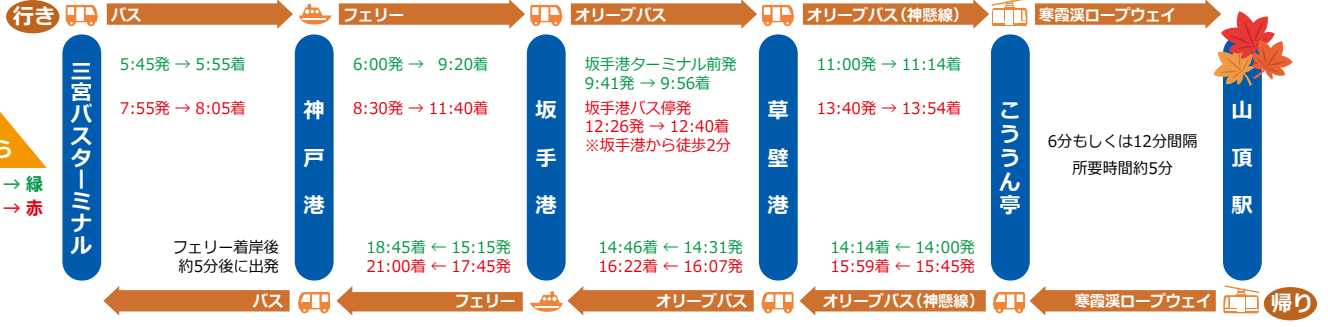 行き
バス
フェリー
オリーブバス
オリーブバス(神懸線)
寒霞渓ロープウェイ
三宮バスターミナル
5:45発 → 5:55着
7:55発 → 8:05着
フェリー着岸後
約5分後に出発
神戸港
6:00発 → 9:20着
8:30発 → 11:40着
18:45着 ← 15:15発
21:00着 ← 17:45発
坂手港
坂手港ターミナル前発
9:41発 → 9:56着
坂手港バス停発
12:26発 → 12:40着
※坂手港から徒歩2分
14:46着 ← 14:31発
16:22着 ← 16:07発
草壁港
11:00発 → 11:14着
13:40発 → 13:54着
14:14着 ← 14:00発
15:59着 ← 15:45発
こううん亭
6分もしくは12分間隔
所要時間約5分
山頂駅
ら
→ 緑
→ 赤
バス
フェリー
オリーブバス
オリーブバス(神懸線)
寒霞渓ロープウェイ
帰り